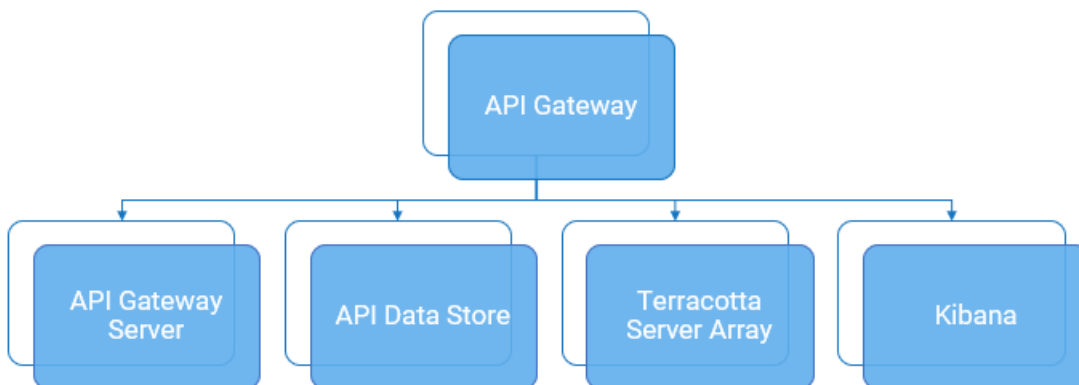 API Gateway
API Gateway
Server
API Data Store
Terracotta
Server Array
Kibana